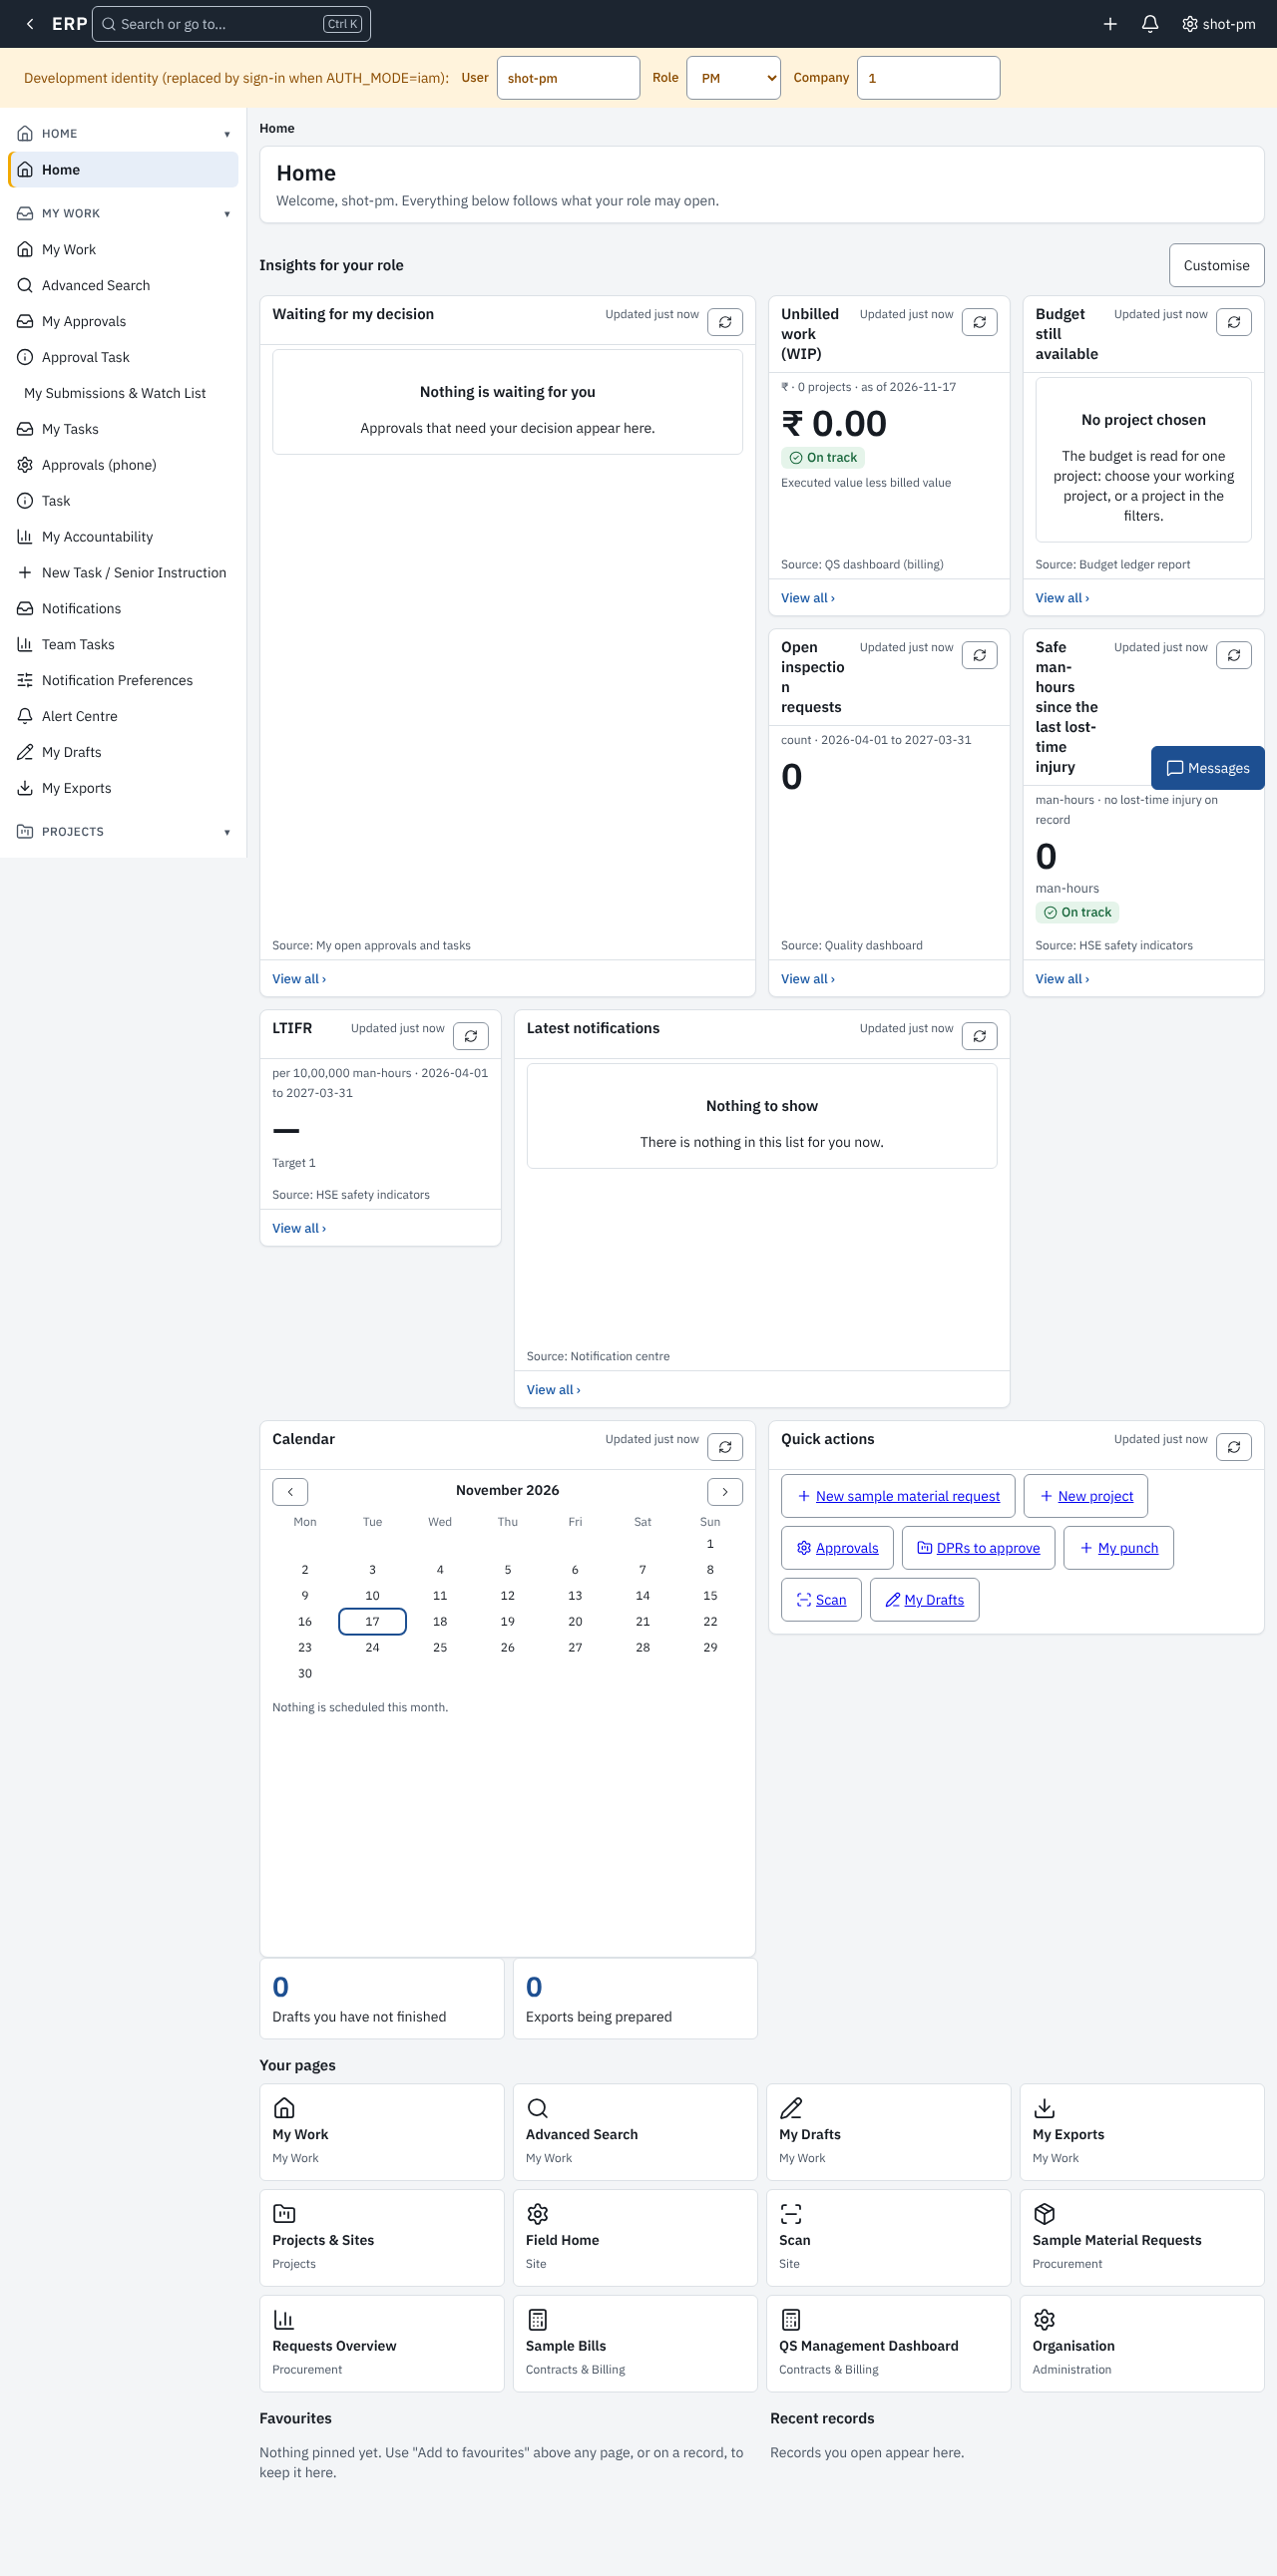 ERP
Search or go to...
Ctrl K
shot-pm
Development identity (replaced by sign-in when AUTH_MODE=iam):
User
shot-pm
Role
PM
Company
1
HOME
Home
MY WORK
My Work
Advanced Search
My Approvals
Approval Task
My Submissions & Watch List
My Tasks
Approvals (phone)
Task
My Accountability
New Task / Senior Instruction
Notifications
Team Tasks
Notification Preferences
Alert Centre
My Drafts
My Exports
PROJECTS
Home
Home
Welcome, shot-pm. Everything below follows what your role may open.
Insights for your role
Customise
Waiting for my decision
Updated just now
Nothing is waiting for you
Approvals that need your decision appear here.
Source: My open approvals and tasks
View all ›
Unbilled
work
(WIP)
Updated just now
₹ · 0 projects · as of 2026-11-17
₹ 0.00
On track
Executed value less billed value
Source: QS dashboard (billing)
View all ›
Budget
still
available
Updated just now
No project chosen
The budget is read for one
project: choose your working
project, or a project in the
filters.
Source: Budget ledger report
View all ›
Open
inspectio
n
requests
Updated just now
count · 2026-04-01 to 2027-03-31
0
Source: Quality dashboard
View all ›
Safe
man-
hours
since the
last lost-
time
injury
Updated just now
Messages
man-hours · no lost-time injury on
record
0
man-hours
On track
Source: HSE safety indicators
View all ›
LTIFR
Updated just now
per 10,00,000 man-hours · 2026-04-01
to 2027-03-31
—
Target 1
Source: HSE safety indicators
View all ›
Latest notifications
Updated just now
Nothing to show
There is nothing in this list for you now.
Source: Notification centre
View all ›
Calendar
Updated just now
November 2026
Mon Tue Wed Thu Fri Sat Sun
1
2 3 4 5 6 7 8
9 10 11 12 13 14 15
16 17 18 19 20 21 22
23 24 25 26 27 28 29
30
Nothing is scheduled this month.
Quick actions
Updated just now
New sample material request
New project
Approvals
DPRs to approve
My punch
Scan
My Drafts
0
Drafts you have not finished
0
Exports being prepared
Your pages
My Work
My Work
Advanced Search
My Work
My Drafts
My Work
My Exports
My Work
Projects & Sites
Projects
Field Home
Site
Scan
Site
Sample Material Requests
Procurement
Requests Overview
Procurement
Sample Bills
Contracts & Billing
QS Management Dashboard
Contracts & Billing
Organisation
Administration
Favourites
Nothing pinned yet. Use "Add to favourites" above any page, or on a record, to
keep it here.
Recent records
Records you open appear here.